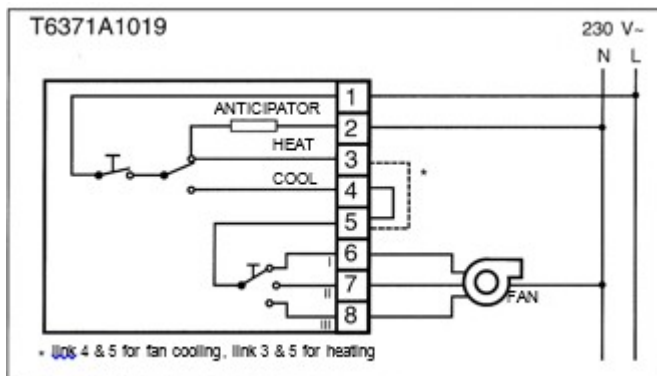 T6371A1019
230 V~
N L
1
ANTICIPATOR
2
HEAT
3
*
COOL
4
5
I
6
II
7
FAN
III
8
* link 4 & 5 for fan cooling, link 3 & 5 for heating